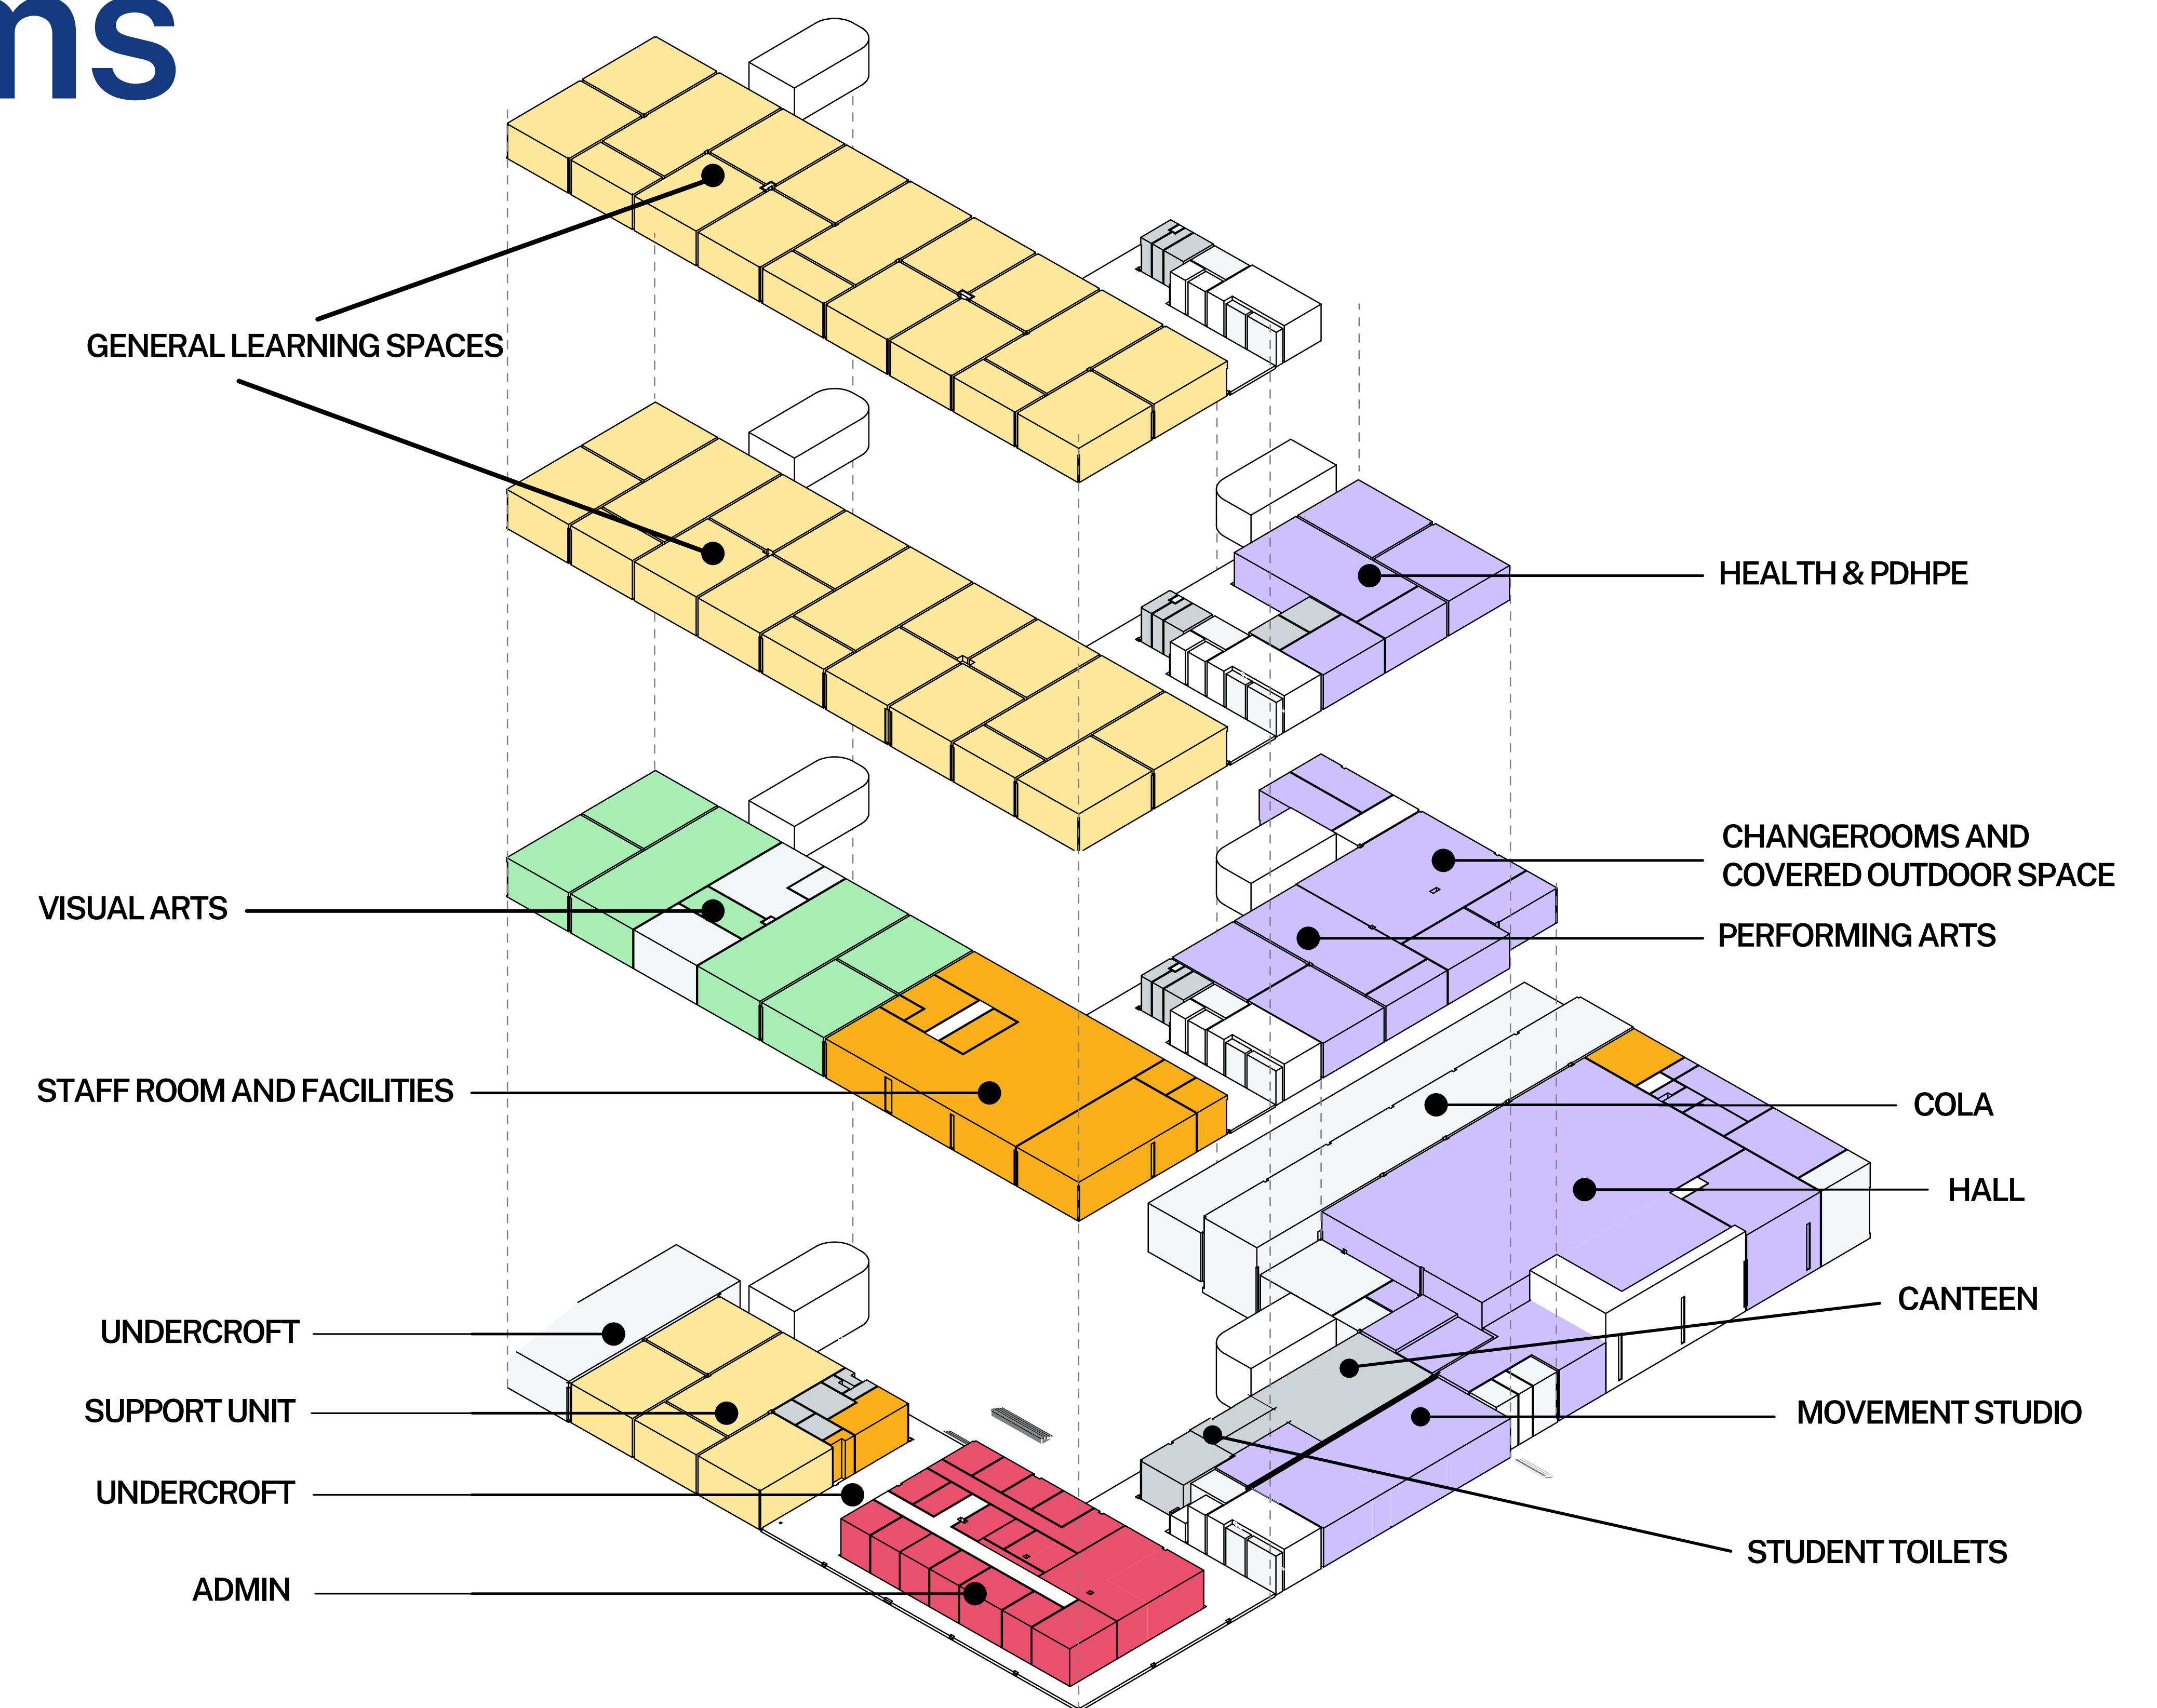 ms
GENERAL LEARNING SPACES
HEALTH & PDHPE
CHANGEROOMS AND
COVERED OUTDOOR SPACE
VISUAL ARTS
PERFORMING ARTS
STAFF ROOM AND FACILITIES
COLA
HALL
CANTEEN
UNDERCROFT
SUPPORT UNIT
MOVEMENT STUDIO
UNDERCROFT
STUDENT TOILETS
ADMIN